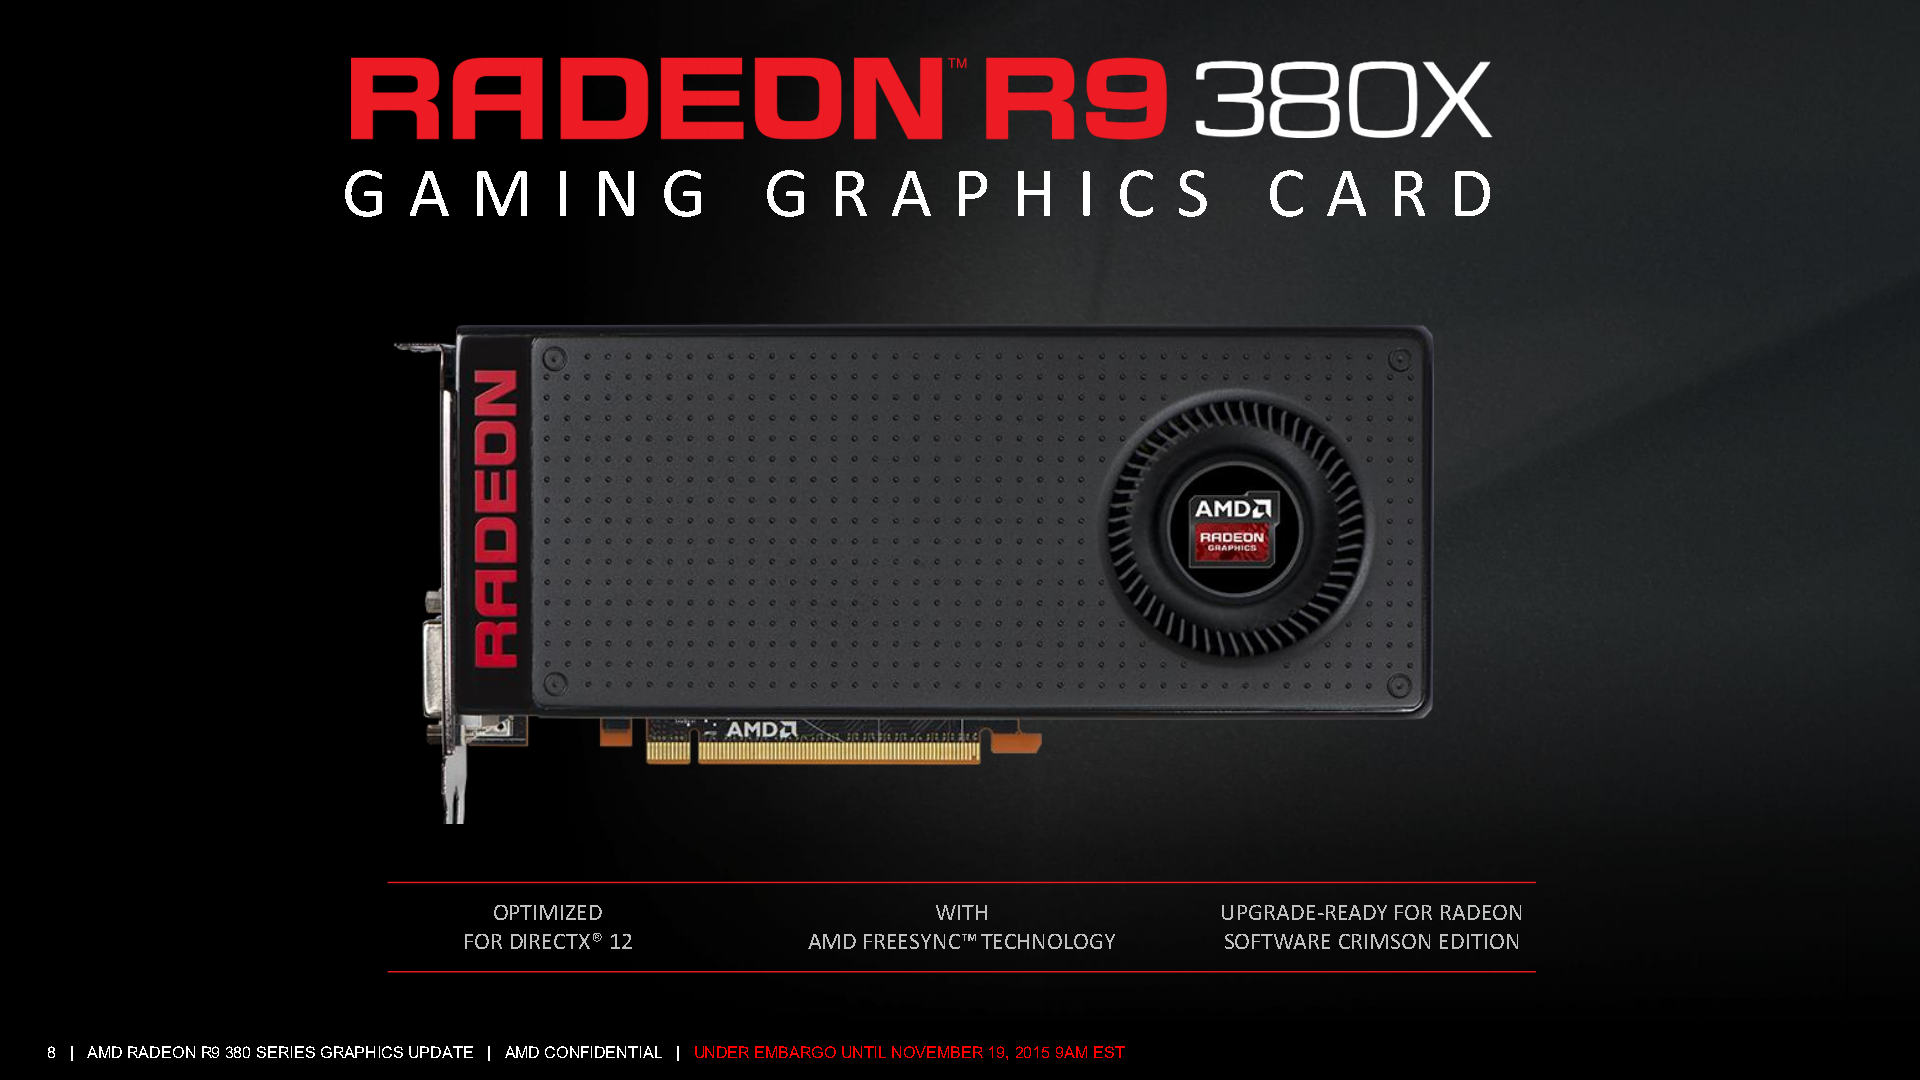 RADEON™ R9 380X
GAMING GRAPHICS CARD
RADEON
AMD
RADEON
GRAPHICS
AMD
OPTIMIZED
FOR DIRECTX® 12
WITH
AMD FREESYNC™ TECHNOLOGY
UPGRADE-READY FOR RADEON
SOFTWARE CRIMSON EDITION
8 | AMD RADEON R9 380 SERIES GRAPHICS UPDATE | AMD CONFIDENTIAL | UNDER EMBARGO UNTIL NOVEMBER 19, 2015 9AM EST